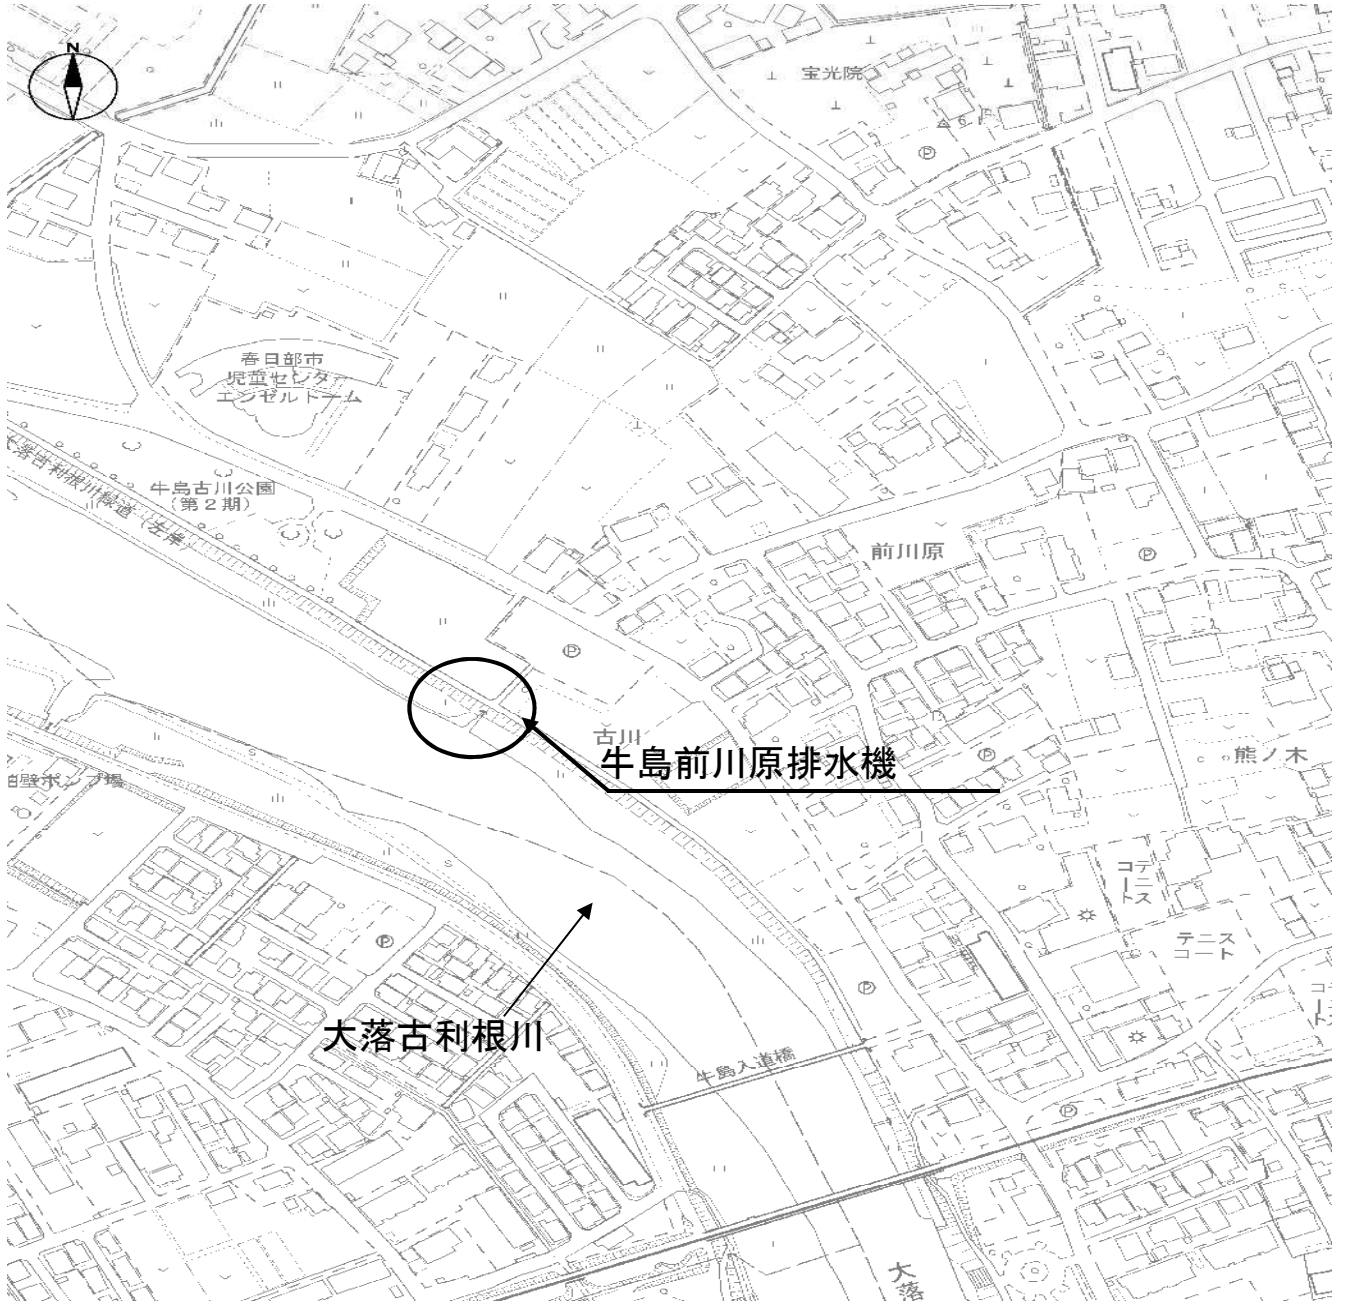 N
宝光院
Ⓟ
春日部市
児童センター
エンゼルドーム
牛島古川公園
(第2期)
大落古利根川緑道(左岸)
前川原
Ⓟ
Ⓟ
古川
牛島前川原排水機
Ⓟ
熊ノ木
粕壁ポンプ場
テニス
コート
テニス
コート
Ⓟ
Ⓟ
大落古利根川
牛島人道橋
Ⓟ
大落